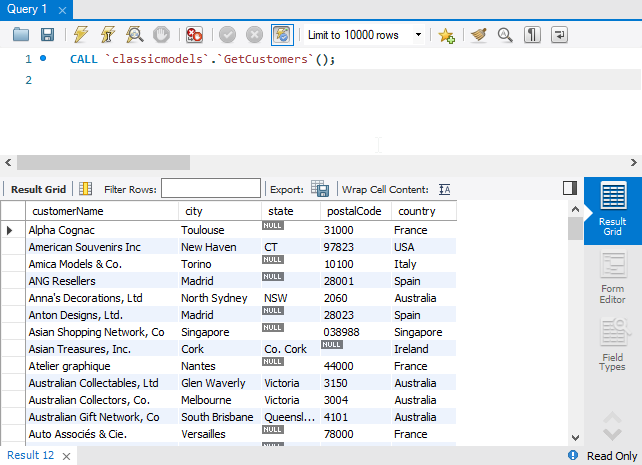 Query 1 ×
Limit to 10000 rows
1 CALL `classicmodels`.`GetCustomers`();
2
Result Grid Filter Rows: Export: Wrap Cell Content: IA
customerName city state postalCode country
Alpha Cognac Toulouse NULL 31000 France
American Souvenirs Inc New Haven CT 97823 USA
Amica Models & Co. Torino NULL 10100 Italy
ANG Resellers Madrid NULL 28001 Spain
Anna's Decorations, Ltd North Sydney NSW 2060 Australia
Anton Designs, Ltd. Madrid NULL 28023 Spain
Asian Shopping Network, Co Singapore NULL 038988 Singapore
Asian Treasures, Inc. Cork Co. Cork NULL Ireland
Atelier graphique Nantes NULL 44000 France
Australian Collectables, Ltd Glen Waverly Victoria 3150 Australia
Australian Collectors, Co. Melbourne Victoria 3004 Australia
Australian Gift Network, Co South Brisbane Queensl... 4101 Australia
Auto Associés & Cie. Versailles NULL 78000 France
Result
Grid
Form
Editor
Field
Types
Result 12 ×
Read Only